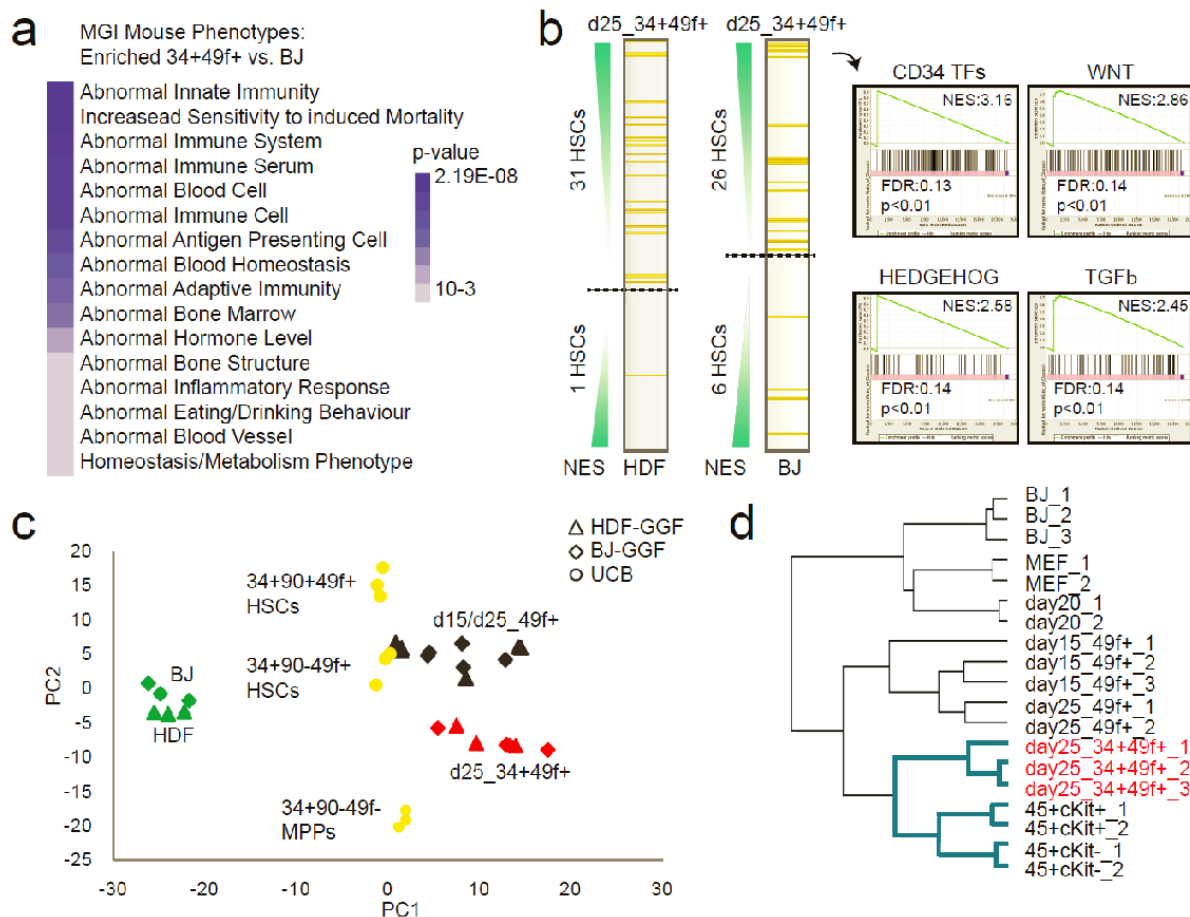 a
MGI Mouse Phenotypes:
Enriched 34+49f+ vs. BJ
Abnormal Innate Immunity
Increasead Sensitivity to induced Mortality
Abnormal Immune System
Abnormal Immune Serum
Abnormal Blood Cell
Abnormal Immune Cell
Abnormal Antigen Presenting Cell
Abnormal Blood Homeostasis
Abnormal Adaptive Immunity
Abnormal Bone Marrow
Abnormal Hormone Level
Abnormal Bone Structure
Abnormal Inflammatory Response
Abnormal Eating/Drinking Behaviour
Abnormal Blood Vessel
Homeostasis/Metabolism Phenotype
p-value
2.19E-08
10-3
b
d25_34+49f+
31 HSCs
1 HSCs
NES
HDF
d25_34+49f+
26 HSCs
6 HSCs
NES
BJ
CD34 TFs
NES:3.16
FDR:0.13
p<0.01
WNT
NES:2.86
FDR:0.14
p<0.01
HEDGEHOG
NES:2.58
FDR:0.14
p<0.01
TGFb
NES:2.45
FDR:0.14
p<0.01
c
HDF-GGF
BJ-GGF
UCB
PC2
20
15
10
5
0
-5
-10
-15
-20
-25
34+90+49f+
HSCs
34+90-49f+
HSCs
d15/d25_49f+
BJ
HDF
d25_34+49f+
34+90-49f-
MPPs
-30 -20 -10 0 10 20 30
PC1
d
BJ_1
BJ_2
BJ_3
MEF_1
MEF_2
day20_1
day20_2
day15_49f+_1
day15_49f+_2
day15_49f+_3
day25_49f+_1
day25_49f+_2
day25_34+49f+_1
day25_34+49f+_2
day25_34+49f+_3
45+cKit+_1
45+cKit+_2
45+cKit-_1
45+cKit-_2